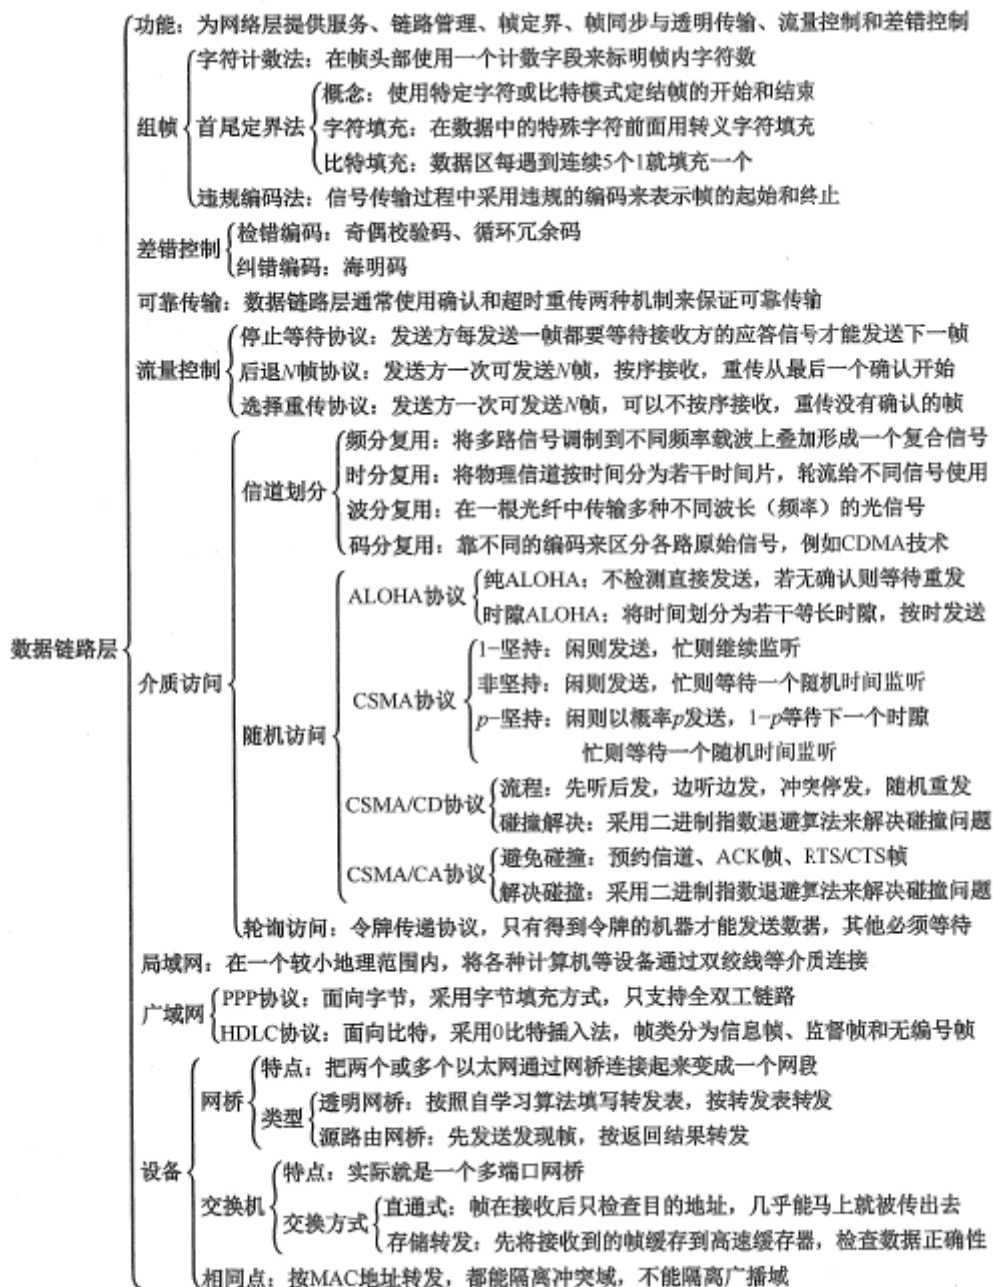 功能：为网络层提供服务、链路管理、帧定界、帧同步与透明传输、流量控制和差错控制
字符计数法：在帧头部使用一个计数字段来标明帧内字符数
概念：使用特定字符或比特模式定结帧的开始和结束
组帧 首尾定界法 字符填充：在数据中的特殊字符前面用转义字符填充
比特填充：数据区每遇到连续5个1就填充一个
违规编码法：信号传输过程中采用违规的编码来表示帧的起始和终止
差错控制
检错编码：奇偶校验码、循环冗余码
纠错编码：海明码
可靠传输：数据链路层通常使用确认和超时重传两种机制来保证可靠传输
停止等待协议：发送方每发送一帧都要等待接收方的应答信号才能发送下一帧
流量控制 后退N帧协议：发送方一次可发送N帧，按序接收，重传从最后一个确认开始
选择重传协议：发送方一次可发送N帧，可以不按序接收，重传没有确认的帧
频分复用：将多路信号调制到不同频率载波上叠加形成一个复合信号
时分复用：将物理信道按时间分为若干时间片，轮流给不同信号使用
信道划分
波分复用：在一根光纤中传输多种不同波长（频率）的光信号
码分复用：靠不同的编码来区分各路原始信号，例如CDMA技术
纯ALOHA：不检测直接发送，若无确认则等待重发
ALOHA协议
时隙ALOHA：将时间划分为若干等长时隙，按时发送
数据链路层
1-坚持：闲则发送，忙则继续监听
介质访问
非坚持：闲则发送，忙则等待一个随机时间监听
CSMA协议
p-坚持：闲则以概率p发送，1-p等待下一个时隙
随机访问
忙则等待一个随机时间监听
CSMA/CD协议
流程：先听后发，边听边发，冲突停发，随机重发
碰撞解决：采用二进制指数退避算法来解决碰撞问题
CSMA/CA协议
避免碰撞：预约信道、ACK帧、RTS/CTS帧
解决碰撞：采用二进制指数退避算法来解决碰撞问题
轮询访问：令牌传递协议，只有得到令牌的机器才能发送数据，其他必须等待
局域网：在一个较小地理范围内，将各种计算机等设备通过双绞线等介质连接
广域网
PPP协议：面向字节，采用字节填充方式，只支持全双工链路
HDLC协议：面向比特，采用0比特插入法，帧类分为信息帧、监督帧和无编号帧
特点：把两个或多个以太网通过网桥连接起来变成一个网段
网桥
类型
透明网桥：按照自学习算法填写转发表，按转发表转发
源路由网桥：先发送发现帧，按返回结果转发
设备
特点：实际就是一个多端口网桥
交换机
交换方式
直通式：帧在接收后只检查目的地址，几乎能马上就被传出去
存储转发：先将接收到的帧缓存到高速缓存器，检查数据正确性
相同点：按MAC地址转发，都能隔离冲突域，不能隔离广播域